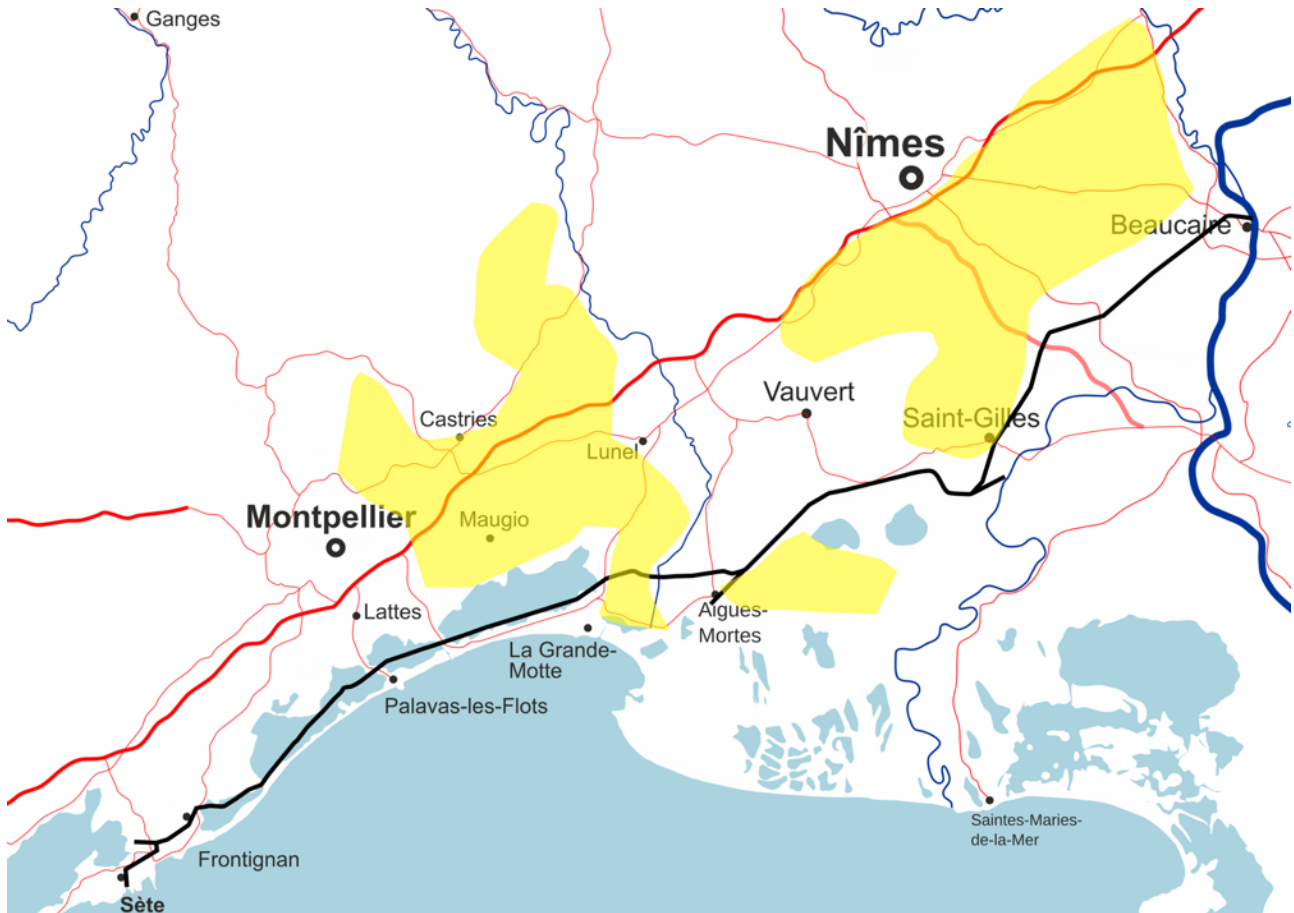 Ganges
Nîmes
Beaucaire
Vauvert
Castries
Saint-Gilles
Lunel
Montpellier
Maugio
Lattes
Aigues-
Mortes
La Grande-
Motte
Palavas-les-Flots
Saintes-Maries-
de-la-Mer
Frontignan
Sète